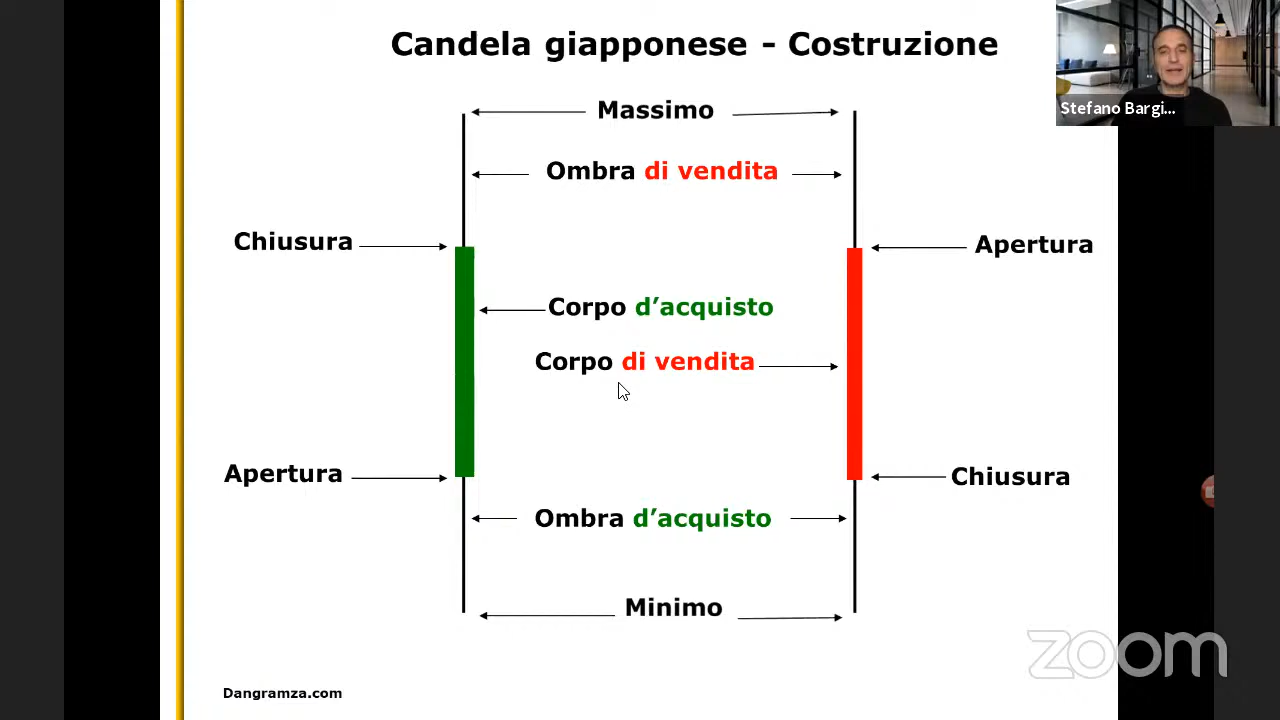 Candela giapponese - Costruzione
Stefano Bargi...
Massimo
Ombra di vendita
Chiusura
Apertura
Corpo d’acquisto
Corpo di vendita
Apertura
Chiusura
Ombra d’acquisto
Minimo
zoom
Dangramza.com